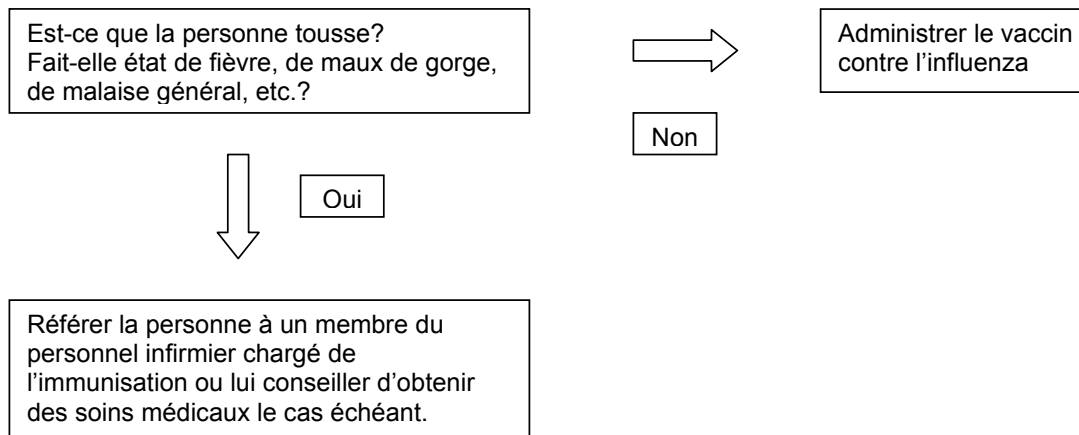 Est-ce que la personne tousse?
Fait-elle état de fièvre, de maux de gorge,
de malaise général, etc.?
Administrer le vaccin
contre l’influenza
Non
Oui
Référer la personne à un membre du
personnel infirmier chargé de
l’immunisation ou lui conseiller d’obtenir
des soins médicaux le cas échéant.